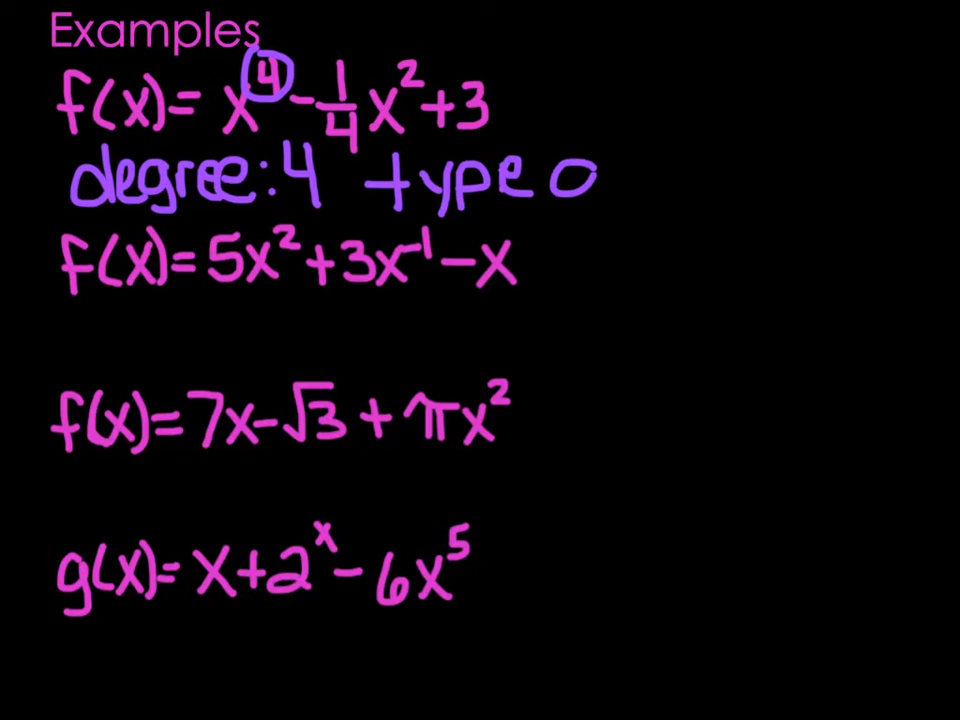 Examples
f(x)= x⁴ - 1/4 x² + 3
degree: 4 type o
f(x)= 5x² + 3x⁻¹ - x
f(x)= 7x - √3 + πx²
g(x)= x + 2ˣ - 6x⁵